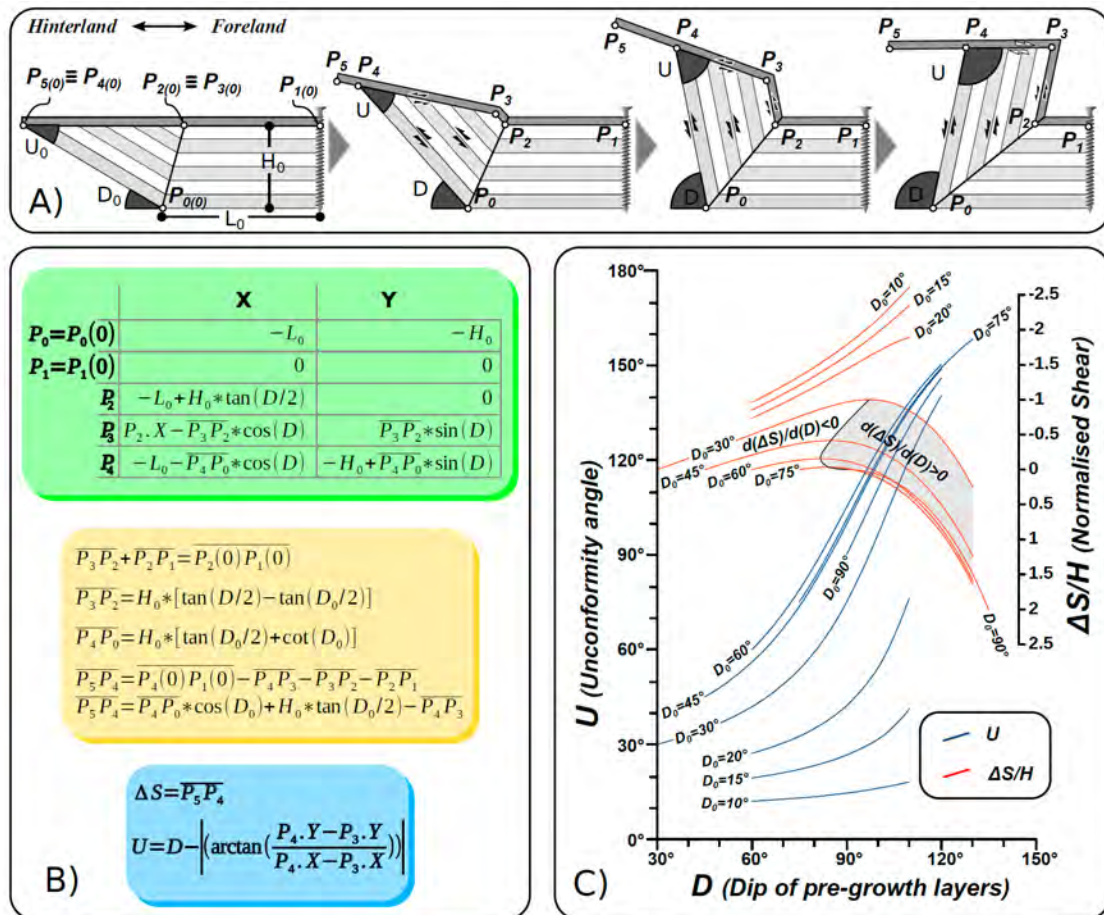 Hinterland Foreland
P5(0)≡ P4(0)
P2(0)≡ P3(0)
P1(0)
U0
D0
P0(0)
H0
L0
P5
P4
P3
U
P2
P1
D
P0
P4
P5
P3
U
P2
P1
D
P0
P5
P4
P3
U
P2
P1
D
P0
A)
X Y
P0=P0(0) −L0 −H0
P1=P1(0) 0 0
P2 −L0+H0*tan(D/2) 0
P3 P2.X−P3P2*cos(D) P3P2*sin(D)
P4 −L0−P4P0*cos(D) −H0+P4P0*sin(D)
P3P2+P2P1=P2(0)P1(0)
P3P2=H0*[tan(D/2)−tan(D0/2)]
P4P0=H0*[tan(D0/2)+cot(D0)]
P5P4=P4(0)P1(0)−P4P3−P3P2−P2P1
P5P4=P4P0*cos(D0)+H0*tan(D0/2)−P4P3
ΔS=P5P4
U=D−|(arctan(P4.Y−P3.Y / P4.X−P3.X))|
B)
180°
150°
120°
90°
60°
30°
0°
U (Unconformity angle)
30° 60° 90° 120° 150°
D (Dip of pre-growth layers)
-2.5
-2
-1.5
-1
-0.5
0
0.5
1
1.5
2
2.5
ΔS/H (Normalised Shear)
D0=10°
D0=15°
D0=20°
D0=75°
D0=30°
d(ΔS)/d(D)<0
d(ΔS)/d(D)>0
D0=45° D0=60° D0=75°
D0=90°
D0=90°
D0=60°
D0=45°
D0=30°
D0=20°
D0=15°
D0=10°
U
ΔS/H
C)